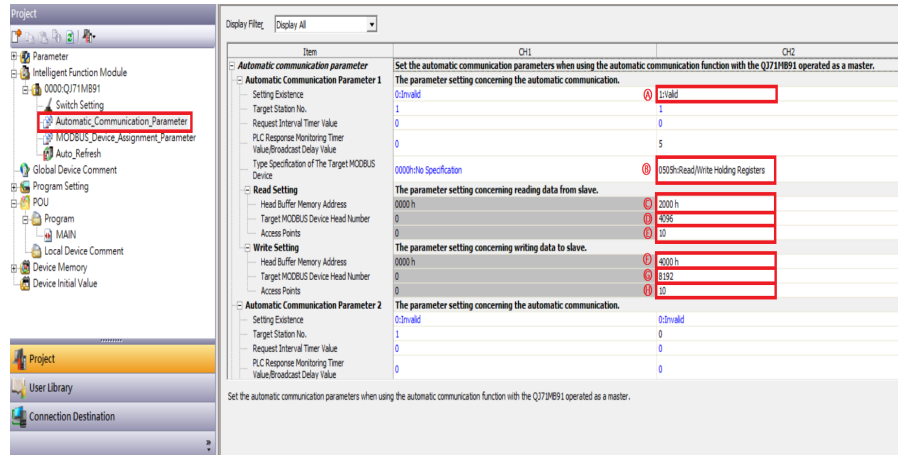 Project
Parameter
Intelligent Function Module
0000:QJ71MB91
Switch Setting
Automatic_Communication_Parameter
MODBUS_Device_Assignment_Parameter
Auto_Refresh
Global Device Comment
Program Setting
POU
Program
MAIN
Local Device Comment
Device Memory
Device Initial Value
Project
User Library
Connection Destination
Display Filter Display All
Item CH1 CH2
Automatic communication parameter Set the automatic communication parameters when using the automatic communication function with the QJ71MB91 operated as a master.
Automatic Communication Parameter 1 The parameter setting concerning the automatic communication.
Setting Existence 0:Invalid A 1:Valid
Target Station No. 1 1
Request Interval Timer Value 0 0
PLC Response Monitoring Timer
Value/Broadcast Delay Value 0 5
Type Specification of The Target MODBUS
Device 0000h:No Specification B 0505h:Read/Write Holding Registers
Read Setting The parameter setting concerning reading data from slave.
Head Buffer Memory Address 0000 h C 2000 h
Target MODBUS Device Head Number 0 D 4096
Access Points 0 E 10
Write Setting The parameter setting concerning writing data to slave.
Head Buffer Memory Address 0000 h F 4000 h
Target MODBUS Device Head Number 0 G 8192
Access Points 0 H 10
Automatic Communication Parameter 2 The parameter setting concerning the automatic communication.
Setting Existence 0:Invalid 0:Invalid
Target Station No. 1 0
Request Interval Timer Value 0 0
PLC Response Monitoring Timer
Value/Broadcast Delay Value 0 0
Set the automatic communication parameters when using the automatic communication function with the QJ71MB91 operated as a master.